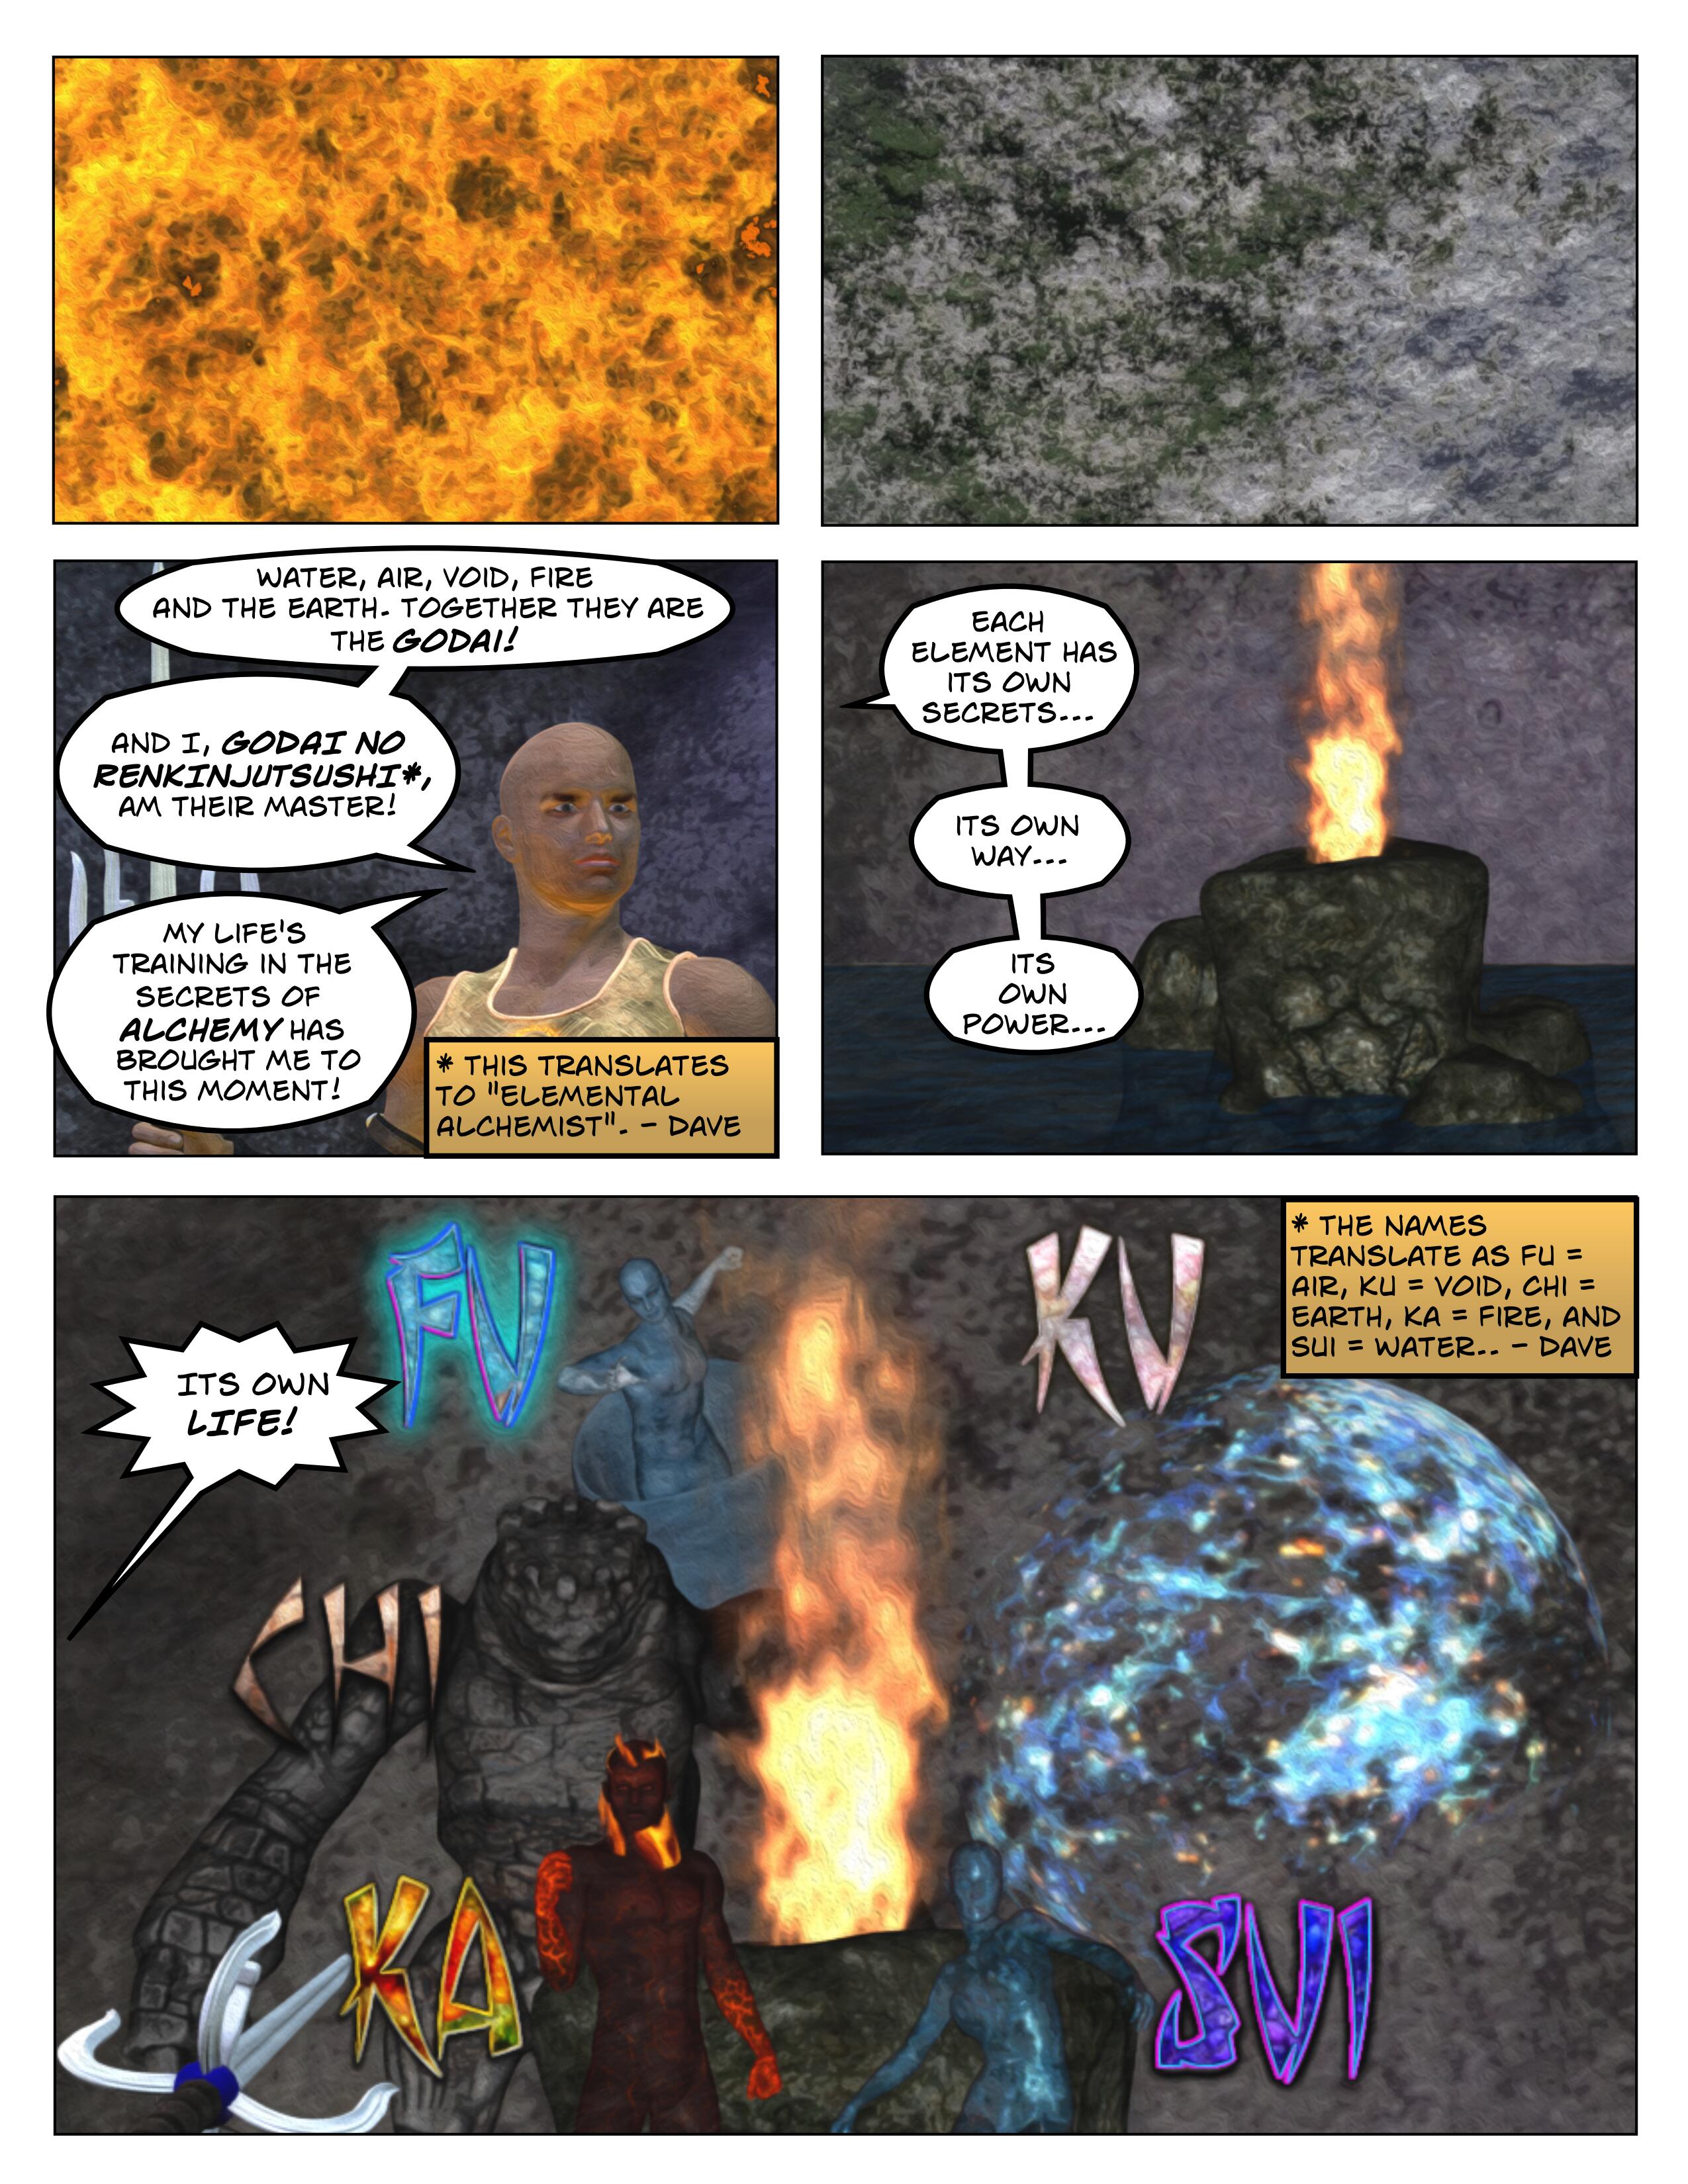 WATER, AIR, VOID, FIRE
AND THE EARTH. TOGETHER THEY ARE
THE GODAI!
AND I, GODAI NO
RENKINJUTSUSHI*,
AM THEIR MASTER!
MY LIFE'S
TRAINING IN THE
SECRETS OF
ALCHEMY HAS
BROUGHT ME TO
THIS MOMENT!
* THIS TRANSLATES
TO "ELEMENTAL
ALCHEMIST". - DAVE
EACH
ELEMENT HAS
ITS OWN
SECRETS...
ITS OWN
WAY...
ITS
OWN
POWER...
ITS OWN
LIFE!
FU
KU
* THE NAMES
TRANSLATE AS FU =
AIR, KU = VOID, CHI =
EARTH, KA = FIRE, AND
SUI = WATER.. - DAVE
CHI
KA
SUI